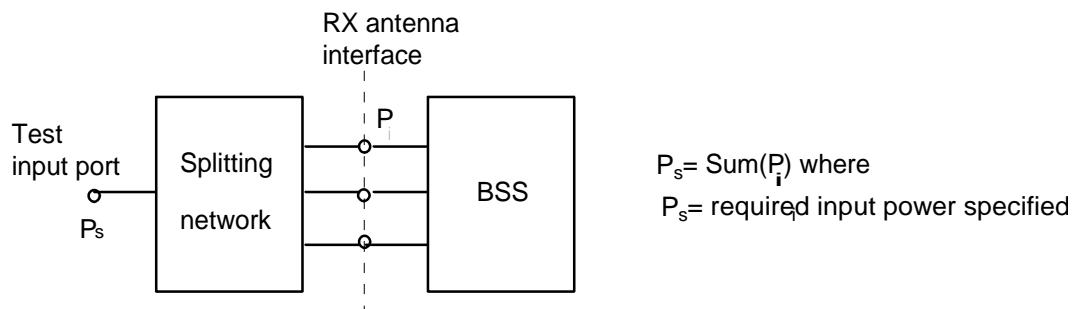 RX antenna
interface
Test
input port
Ps
Splitting
network
Pi
BSS
Ps= Sum(Pi) where
Ps= required input power specified